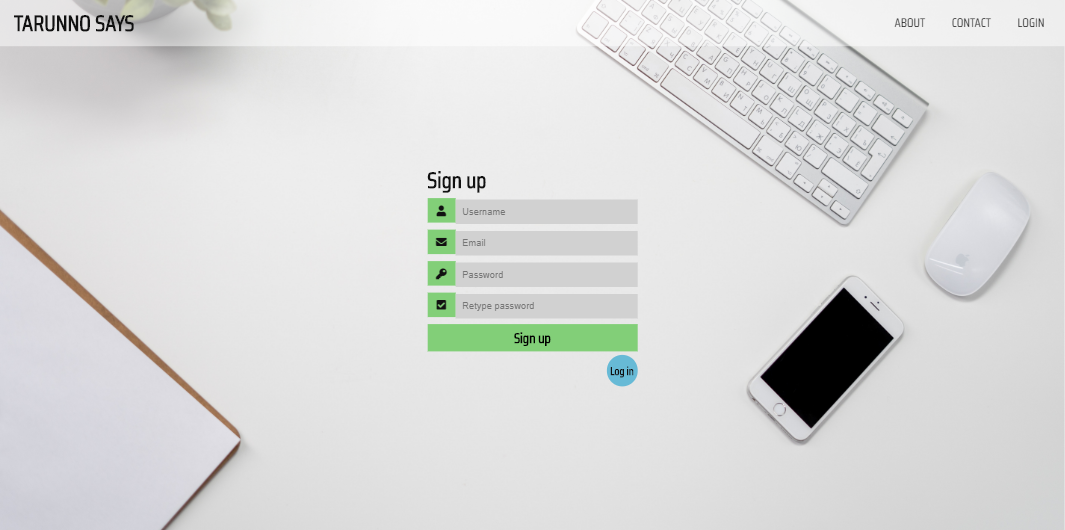 TARUNNO SAYS
ABOUT CONTACT LOGIN
Sign up
Username
Email
Password
Retype password
Sign up
Log in